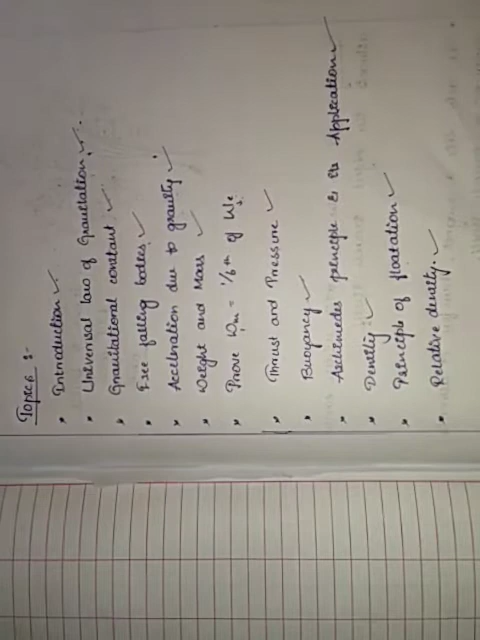 Topics :-
* Introduction ✓
* Universal law of Gravitation ✓
* Gravitational constant ✓
* Free falling bodies ✓
* Accelration due to gravity ✓
* Weight and Mass ✓
* Prove Wm = 1/6th of We
* Thrust and Pressure ✓
* Buoyancy ✓
* Archimedes principle & its Application ✓
* Density ✓
* Principle of floatation ✓
* Relative density. ✓